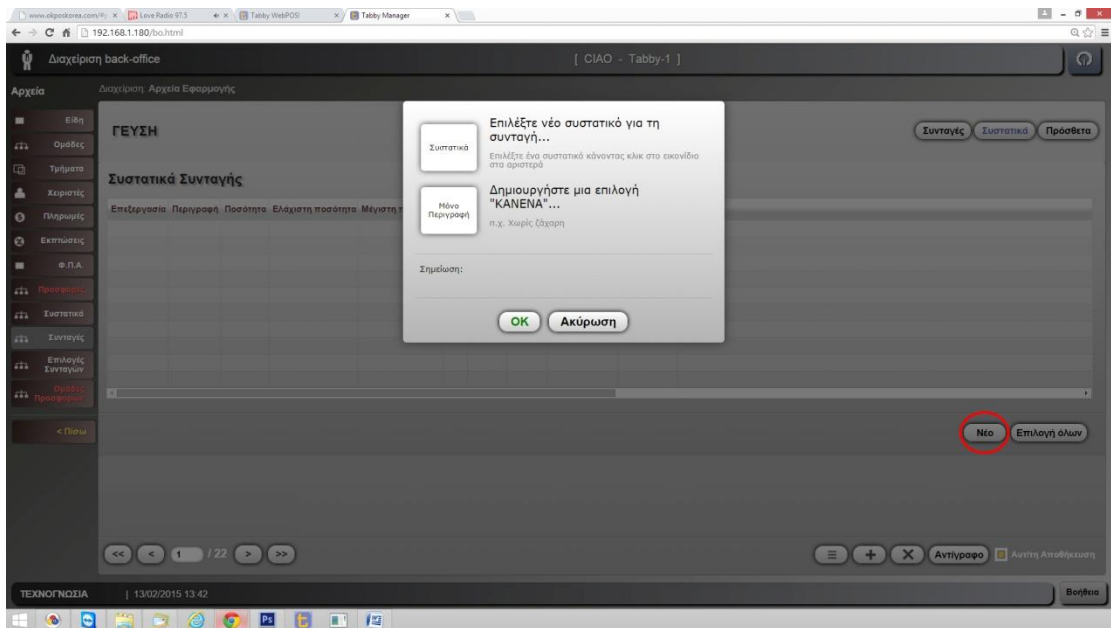 www.okposkorea.com/
Love Radio 97.5
Tabby WebPOS!
Tabby Manager
192.168.1.180/bo.html
Διαχείριση back-office
[ CIAO - Tabby-1 ]
Αρχεία
Διαχείριση: Αρχεία Εφαρμογής
Είδη
Ομάδες
Τμήματα
Χειριστές
Πληρωμές
Εκπτώσεις
Φ.Π.Α.
Προσφορές
Συστατικά
Συνταγές
Επιλογές
Συνταγών
Ομάδες
Προσφορών
< Πίσω
ΓΕΥΣΗ
Συνταγές
Συστατικά
Πρόσθετα
Συστατικά Συνταγής
Επεξεργασία Περιγραφή Ποσότητα Ελάχιστη ποσότητα Μέγιστη
Συστατικά
Επιλέξτε νέο συστατικό για τη
συνταγή...
Επιλέξτε ένα συστατικό κάνοντας κλικ στο εικονίδιο
στα αριστερά
Μόνο
Περιγραφή
Δημιουργήστε μια επιλογή
"ΚΑΝΕΝΑ"...
π.χ. Χωρίς ζάχαρη
Σημείωση:
OK
Ακύρωση
Νέο
Επιλογή όλων
<< < 1 / 22 > >>
Αντίγραφο
Αυτ/τη Αποθήκευση
ΤΕΧΝΟΓΝΩΣΙΑ
| 13/02/2015 13:42
Βοήθεια
Ps